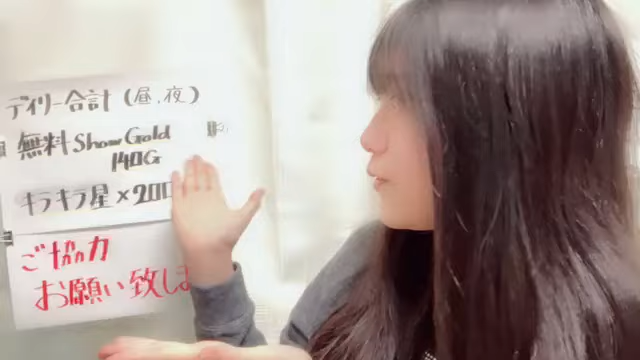 デイリー合計(昼.夜)
無料 Show Gold
140G
キラキラ星×200
ご協力
お願い致し